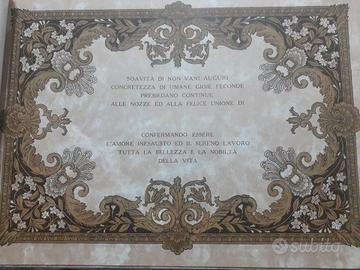 SOAVITÀ DI NON VANI AUGURI
CONCRETEZZA DI UMANE GIOIE FECONDE
PRESIEDANO CONTINUE
ALLE NOZZE ED ALLA FELICE UNIONE DI
CONFERMANDO ESSERE
L'AMORE INESAUSTO ED IL SERENO LAVORO
TUTTA LA BELLEZZA E LA NOBILTÀ
DELLA VITA
subito.it